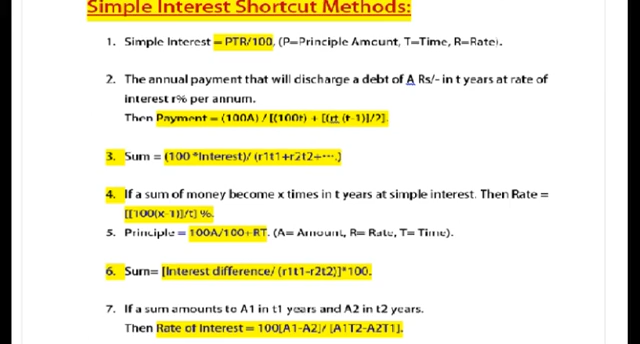 Simple Interest Shortcut Methods:
1. Simple Interest = PTR/100, (P=Principle Amount, T=Time, R=Rate).
2. The annual payment that will discharge a debt of A Rs/- in t years at rate of
interest r% per annum.
Then Payment = (100A) / [(100t) + [(rt (t-1)]/2].
3. Sum = (100 *Interest)/ (r1t1+r2t2+….)
4. If a sum of money become x times in t years at simple interest. Then Rate =
[[100(x-1)]/t] %.
5. Principle = 100A/100+RT. (A= Amount, R= Rate, T= Time).
6. Sum= [Interest difference/ (r1t1-r2t2)]*100.
7. If a sum amounts to A1 in t1 years and A2 in t2 years.
Then Rate of Interest = 100[A1-A2]/ [A1T2-A2T1].